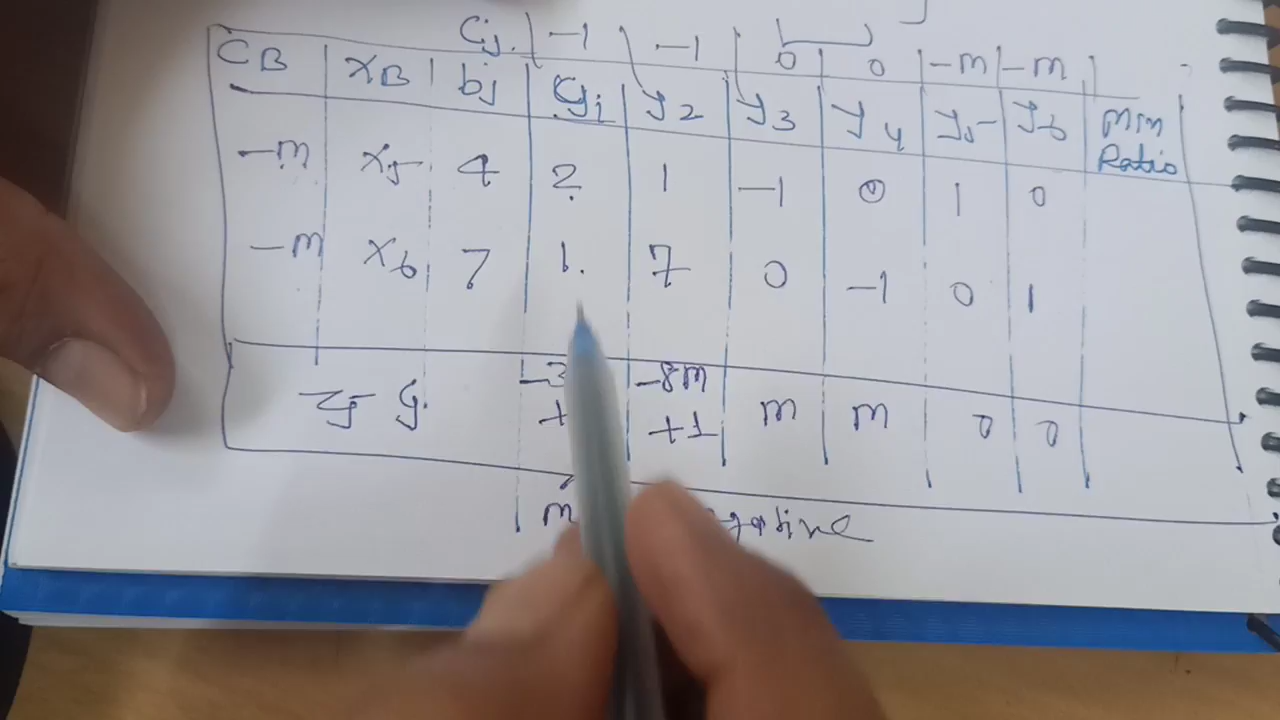 Cj. -1 -1 0 0 -M -M
CB XB bj y1 y2 y3 y4 y5 y6 Min Ratio
-M x5 4 2 1 -1 0 1 0
-M x6 7 1 7 0 -1 0 1
Zj-Cj -3 + -8M +1 M M 0 0